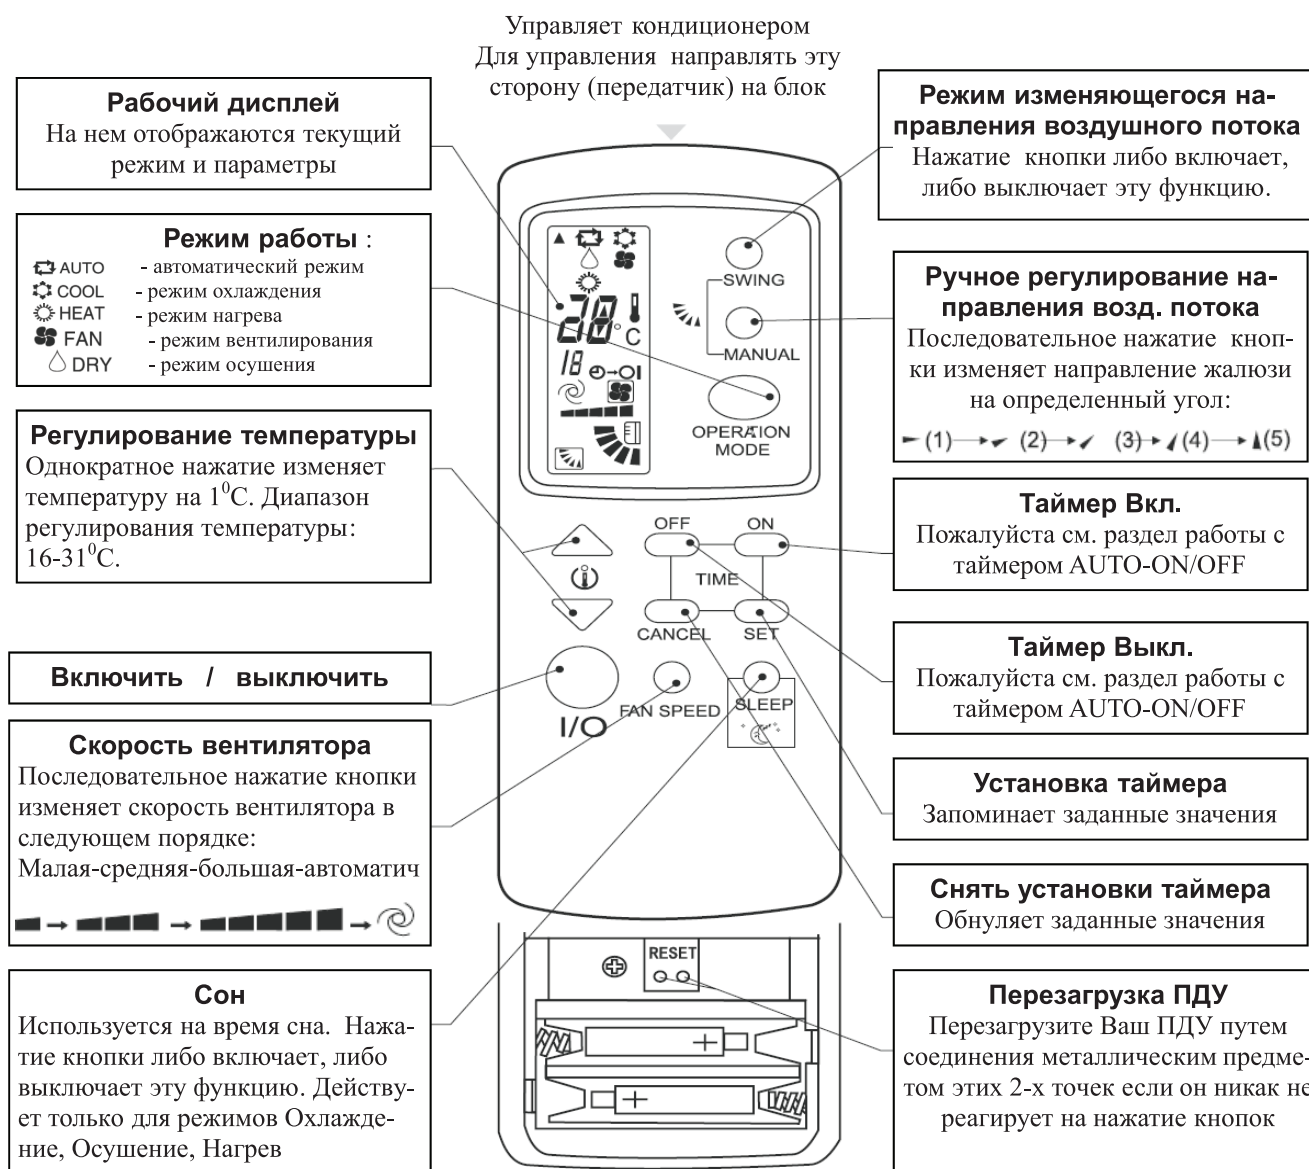 Управляет кондиционером
Для управления направлять эту
сторону (передатчик) на блок
Рабочий дисплей
На нем отображаются текущий
режим и параметры
Режим работы :
AUTO - автоматический режим
COOL - режим охлаждения
HEAT - режим нагрева
FAN - режим вентилирования
DRY - режим осушения
Регулирование температуры
Однократное нажатие изменяет
температуру на 1⁰C. Диапазон
регулирования температуры:
16-31⁰C.
Включить / выключить
Скорость вентилятора
Последовательное нажатие кнопки
изменяет скорость вентилятора в
следующем порядке:
Малая-средняя-большая-автоматич
Сон
Используется на время сна. Нажа-
тие кнопки либо включает, либо
выключает эту функцию. Действу-
ет только для режимов Охлажде-
ние, Осушение, Нагрев
28°C
18
SWING
MANUAL
OPERATION
MODE
OFF ON
TIME
CANCEL SET
I/O
FAN SPEED
SLEEP
RESET
Режим изменяющегося на-
правления воздушного потока
Нажатие кнопки либо включает,
либо выключает эту функцию.
Ручное регулирование на-
правления возд. потока
Последовательное нажатие кноп-
ки изменяет направление жалюзи
на определенный угол:
(1) (2) (3) (4) (5)
Таймер Вкл.
Пожалуйста см. раздел работы с
таймером AUTO-ON/OFF
Таймер Выкл.
Пожалуйста см. раздел работы с
таймером AUTO-ON/OFF
Установка таймера
Запоминает заданные значения
Снять установки таймера
Обнуляет заданные значения
Перезагрузка ПДУ
Перезагрузите Ваш ПДУ путем
соединения металлическим предме-
том этих 2-х точек если он никак не
реагирует на нажатие кнопок